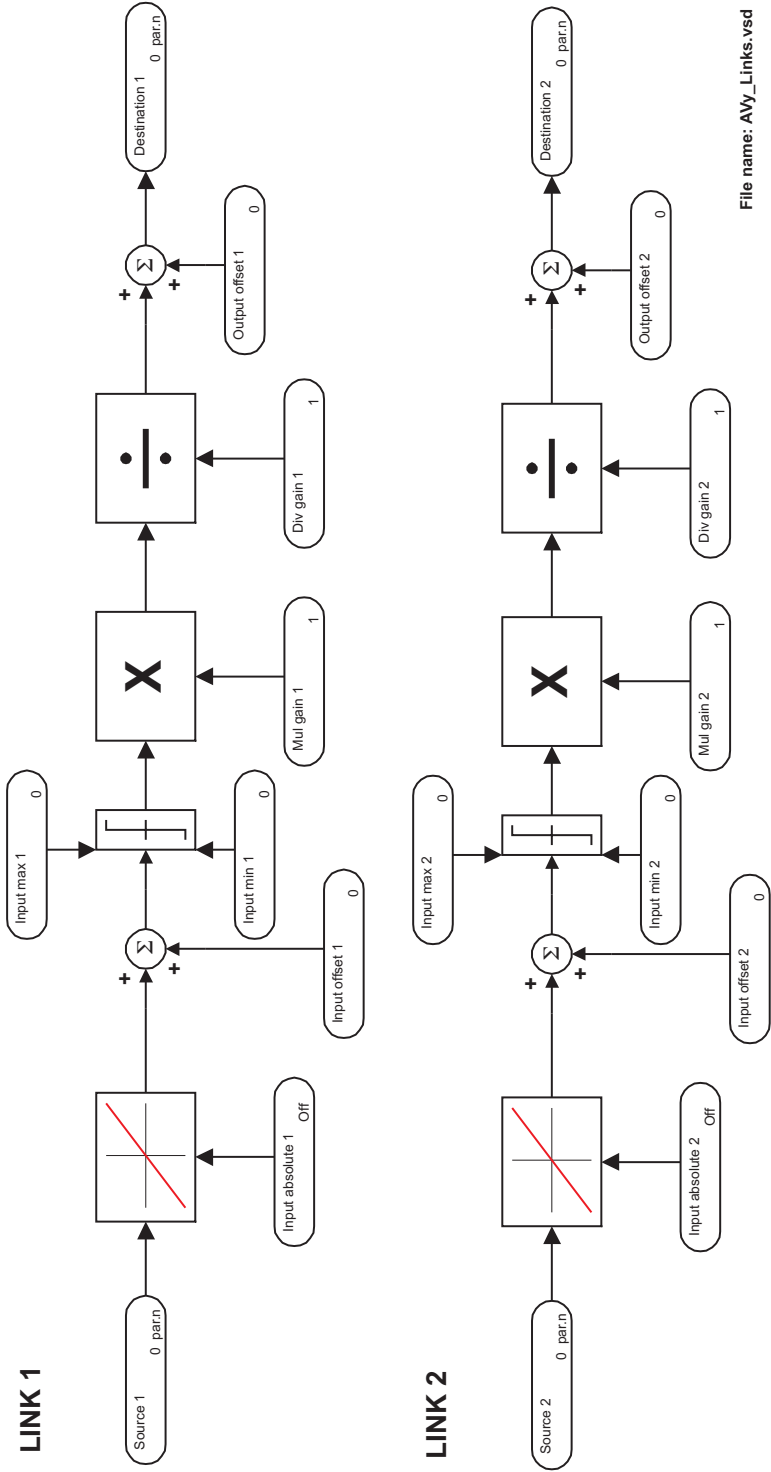 LINK 1
Source 1
0 par.n
Input absolute 1
Off
+
+
Σ
Input offset 1
0
Input max 1
0
Input min 1
0
X
Mul gain 1
1
Div gain 1
1
+
+
Σ
Output offset 1
0
Destination 1
0 par.n
LINK 2
Source 2
0 par.n
Input absolute 2
Off
+
+
Σ
Input offset 2
0
Input max 2
0
Input min 2
0
X
Mul gain 2
1
Div gain 2
1
+
+
Σ
Output offset 2
0
Destination 2
0 par.n
File name: AVy_Links.vsd